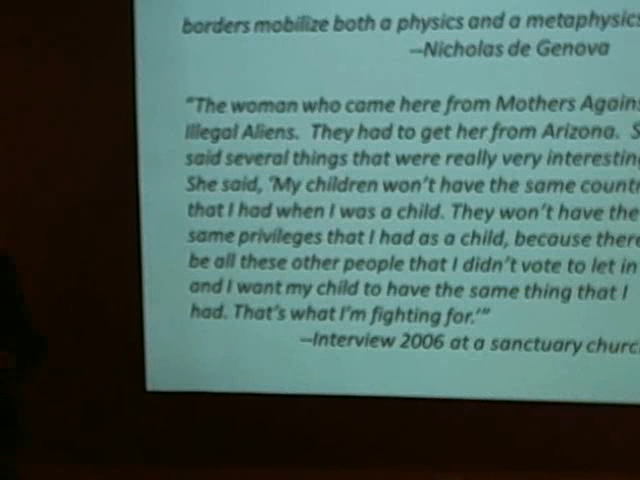 borders mobilize both a physics and a metaphysics
--Nicholas de Genova
"The woman who came here from Mothers Against
Illegal Aliens. They had to get her from Arizona. S
said several things that were really very interesting
She said, 'My children won't have the same countr
that I had when I was a child. They won't have the
same privileges that I had as a child, because there
be all these other people that I didn't vote to let in
and I want my child to have the same thing that I
had. That's what I'm fighting for.'"
--Interview 2006 at a sanctuary churc